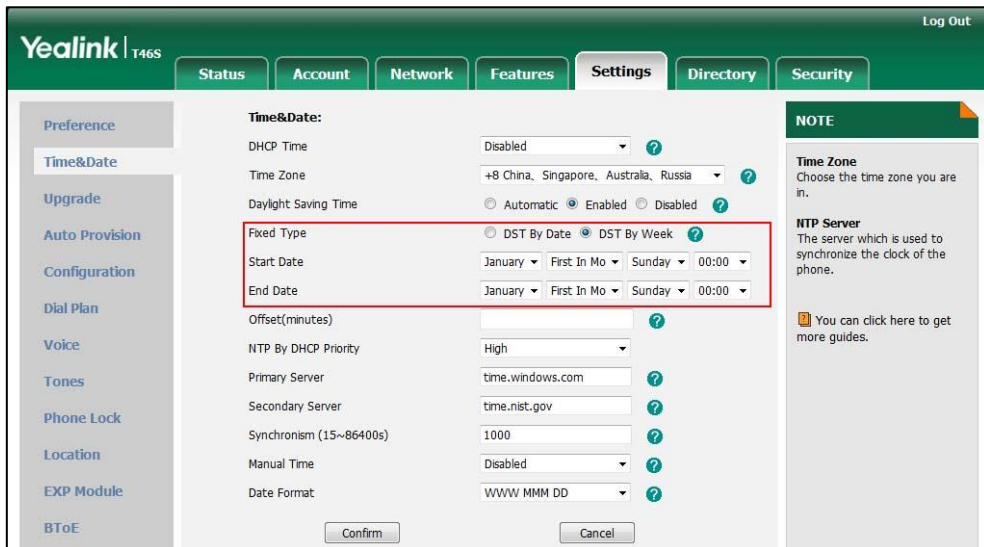 Log Out
Yealink T46S
Status Account Network Features Settings Directory Security
Preference
Time&Date
Upgrade
Auto Provision
Configuration
Dial Plan
Voice
Tones
Phone Lock
Location
EXP Module
BToE
Time&Date:
DHCP Time Disabled ?
Time Zone +8 China、Singapore、Australia、Russia ?
Daylight Saving Time Automatic Enabled Disabled ?
Fixed Type DST By Date DST By Week ?
Start Date January First In Mo Sunday 00:00
End Date January First In Mo Sunday 00:00
Offset(minutes) ?
NTP By DHCP Priority High
Primary Server time.windows.com ?
Secondary Server time.nist.gov ?
Synchronism (15~86400s) 1000 ?
Manual Time Disabled ?
Date Format WWW MMM DD ?
Confirm Cancel
NOTE
Time Zone
Choose the time zone you are
in.
NTP Server
The server which is used to
synchronize the clock of the
phone.
? You can click here to get
more guides.